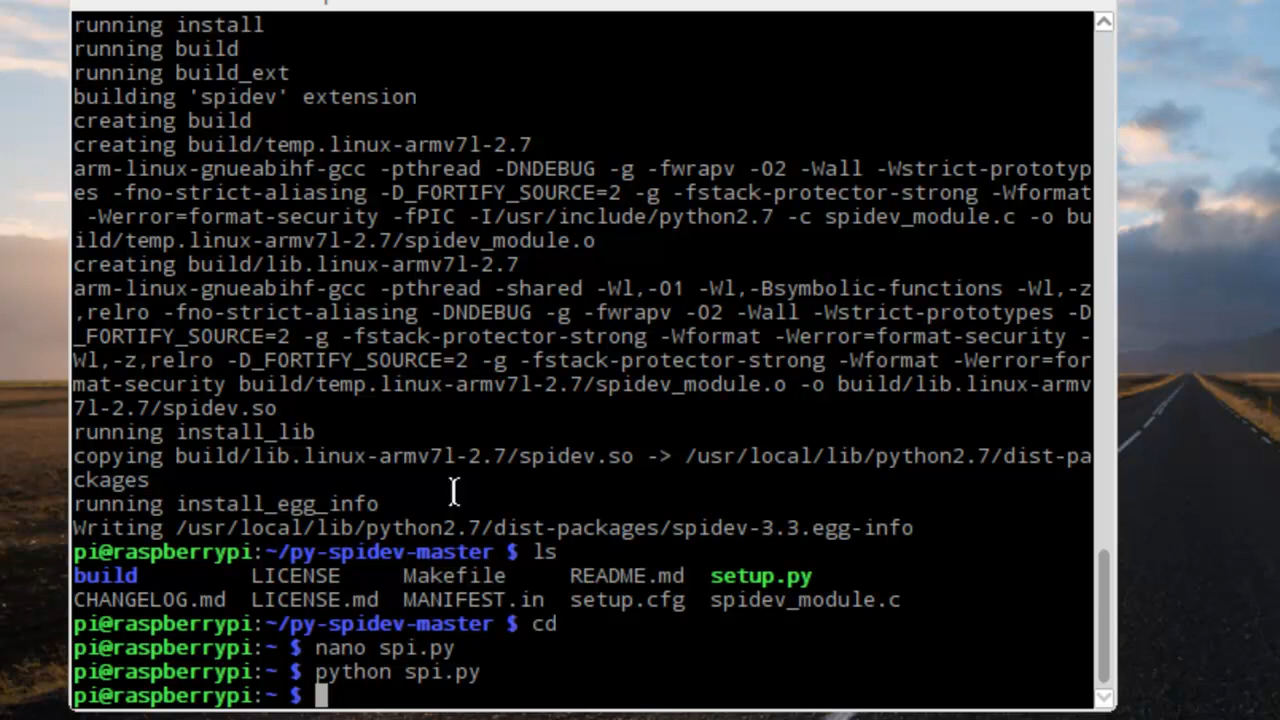 running install
running build
running build_ext
building 'spidev' extension
creating build
creating build/temp.linux-armv7l-2.7
arm-linux-gnueabihf-gcc -pthread -DNDEBUG -g -fwrapv -O2 -Wall -Wstrict-prototyp
es -fno-strict-aliasing -D_FORTIFY_SOURCE=2 -g -fstack-protector-strong -Wformat
 -Werror=format-security -fPIC -I/usr/include/python2.7 -c spidev_module.c -o bu
ild/temp.linux-armv7l-2.7/spidev_module.o
creating build/lib.linux-armv7l-2.7
arm-linux-gnueabihf-gcc -pthread -shared -Wl,-O1 -Wl,-Bsymbolic-functions -Wl,-z
,relro -fno-strict-aliasing -DNDEBUG -g -fwrapv -O2 -Wall -Wstrict-prototypes -D
_FORTIFY_SOURCE=2 -g -fstack-protector-strong -Wformat -Werror=format-security -
Wl,-z,relro -D_FORTIFY_SOURCE=2 -g -fstack-protector-strong -Wformat -Werror=for
mat-security build/temp.linux-armv7l-2.7/spidev_module.o -o build/lib.linux-armv
7l-2.7/spidev.so
running install_lib
copying build/lib.linux-armv7l-2.7/spidev.so -> /usr/local/lib/python2.7/dist-pa
ckages
running install_egg_info
Writing /usr/local/lib/python2.7/dist-packages/spidev-3.3.egg-info
pi@raspberrypi:~/py-spidev-master $ ls
build LICENSE Makefile README.md setup.py
CHANGELOG.md LICENSE.md MANIFEST.in setup.cfg spidev_module.c
pi@raspberrypi:~/py-spidev-master $ cd
pi@raspberrypi:~ $ nano spi.py
pi@raspberrypi:~ $ python spi.py
pi@raspberrypi:~ $